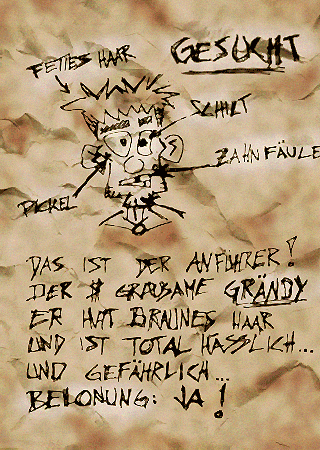 GESUCHT
FETTES HAAR
SCHILT
ZAHNFÄULE
PICKEL
DAS IST DER ANFÜHRER!
DER $ GRAUSAME GRÄNDY
ER HAT BRAUNES HAAR
UND IST TOTAL HÄSSLICH...
UND GEFÄHRLICH...
BELONUNG: JA!